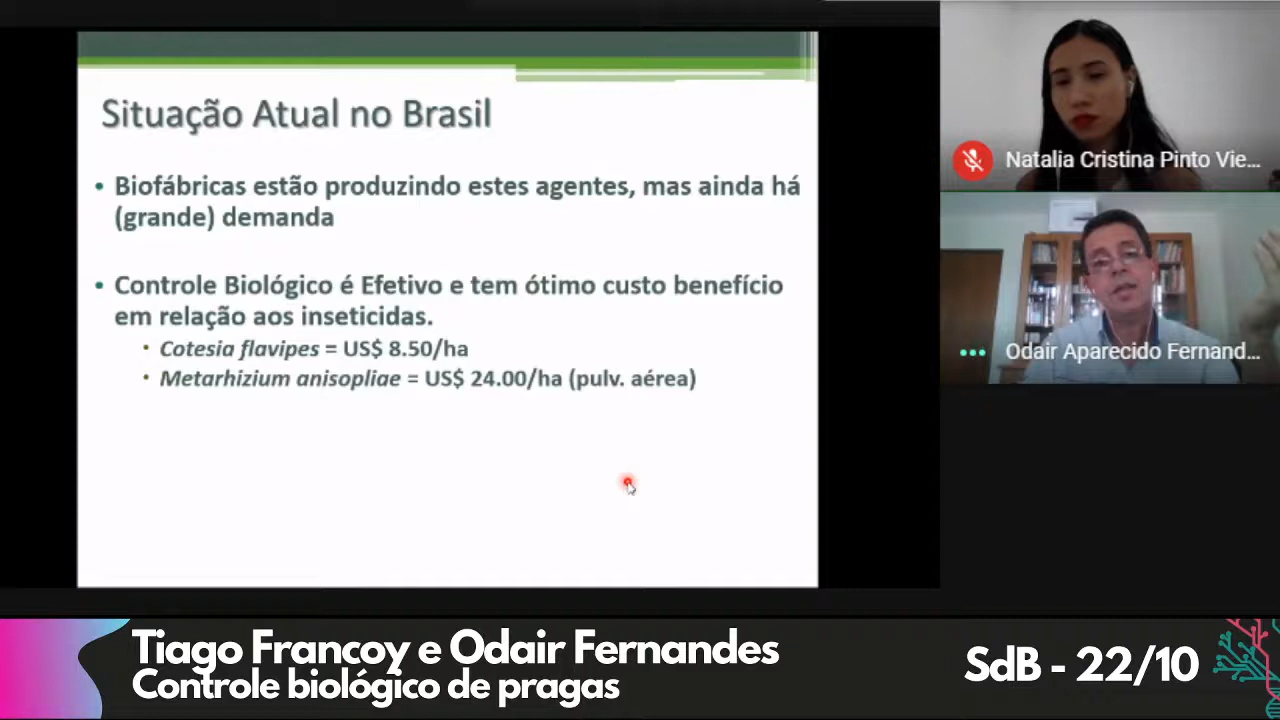 Situação Atual no Brasil
• Biofábricas estão produzindo estes agentes, mas ainda há
(grande) demanda
• Controle Biológico é Efetivo e tem ótimo custo benefício
em relação aos inseticidas.
• Cotesia flavipes = US$ 8.50/ha
• Metarhizium anisopliae = US$ 24.00/ha (pulv. aérea)
Natalia Cristina Pinto Vie...
Odair Aparecido Fernand...
Tiago Francoy e Odair Fernandes
Controle biológico de pragas
SdB - 22/10